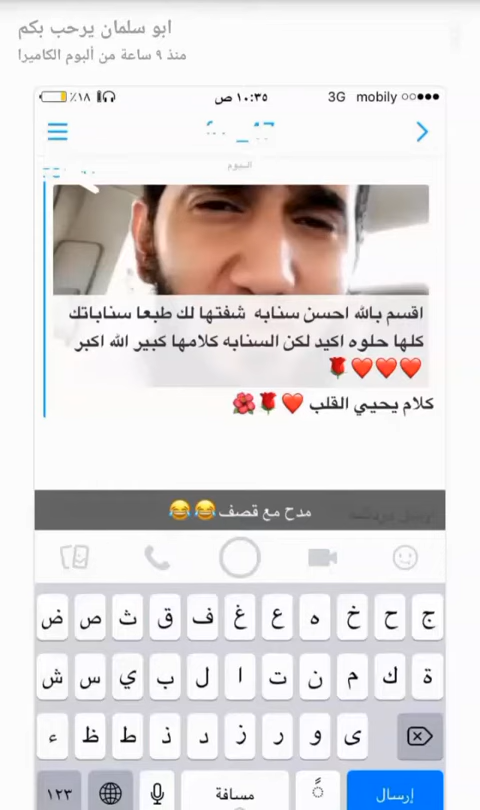 ابو سلمان يرحب بكم
منذ ٩ ساعة من ألبوم الكاميرا
٪١٨ ١٠:٣٥ ص 3G mobily
اليوم
اقسم بالله احسن سنابه شفتها لك طبعا سناباتك
كلها حلوه اكيد لكن السنابه كلامها كبير الله اكبر
❤️❤️❤️🌹
كلام يحيي القلب ❤️🌹🌺
مدح مع قصف 😂😂
ض ص ث ق ف غ ع ه خ ح ج
ش س ي ب ل ا ت ن م ك ة
ء ظ ط ذ د ز ر و ى
١٢٣ مسافة إرسال